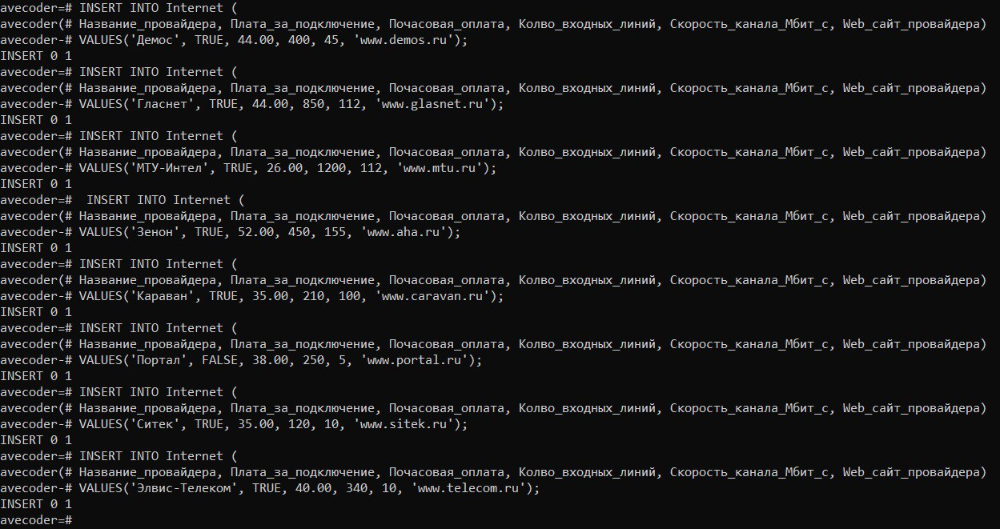 avecoder=# INSERT INTO Internet (
avecoder(# Название_провайдера, Плата_за_подключение, Почасовая_оплата, Колво_входных_линий, Скорость_канала_Мбит_с, Web_сайт_провайдера)
avecoder-# VALUES('Демос', TRUE, 44.00, 400, 45, 'www.demos.ru');
INSERT 0 1
avecoder=# INSERT INTO Internet (
avecoder(# Название_провайдера, Плата_за_подключение, Почасовая_оплата, Колво_входных_линий, Скорость_канала_Мбит_с, Web_сайт_провайдера)
avecoder-# VALUES('Гласнет', TRUE, 44.00, 850, 112, 'www.glasnet.ru');
INSERT 0 1
avecoder=# INSERT INTO Internet (
avecoder(# Название_провайдера, Плата_за_подключение, Почасовая_оплата, Колво_входных_линий, Скорость_канала_Мбит_с, Web_сайт_провайдера)
avecoder-# VALUES('МТУ-Интел', TRUE, 26.00, 1200, 112, 'www.mtu.ru');
INSERT 0 1
avecoder=#  INSERT INTO Internet (
avecoder(# Название_провайдера, Плата_за_подключение, Почасовая_оплата, Колво_входных_линий, Скорость_канала_Мбит_с, Web_сайт_провайдера)
avecoder-# VALUES('Зенон', TRUE, 52.00, 450, 155, 'www.aha.ru');
INSERT 0 1
avecoder=# INSERT INTO Internet (
avecoder(# Название_провайдера, Плата_за_подключение, Почасовая_оплата, Колво_входных_линий, Скорость_канала_Мбит_с, Web_сайт_провайдера)
avecoder-# VALUES('Караван', TRUE, 35.00, 210, 100, 'www.caravan.ru');
INSERT 0 1
avecoder=# INSERT INTO Internet (
avecoder(# Название_провайдера, Плата_за_подключение, Почасовая_оплата, Колво_входных_линий, Скорость_канала_Мбит_с, Web_сайт_провайдера)
avecoder-# VALUES('Портал', FALSE, 38.00, 250, 5, 'www.portal.ru');
INSERT 0 1
avecoder=# INSERT INTO Internet (
avecoder(# Название_провайдера, Плата_за_подключение, Почасовая_оплата, Колво_входных_линий, Скорость_канала_Мбит_с, Web_сайт_провайдера)
avecoder-# VALUES('Ситек', TRUE, 35.00, 120, 10, 'www.sitek.ru');
INSERT 0 1
avecoder=# INSERT INTO Internet (
avecoder(# Название_провайдера, Плата_за_подключение, Почасовая_оплата, Колво_входных_линий, Скорость_канала_Мбит_с, Web_сайт_провайдера)
avecoder-# VALUES('Элвис-Телеком', TRUE, 40.00, 340, 10, 'www.telecom.ru');
INSERT 0 1
avecoder=#